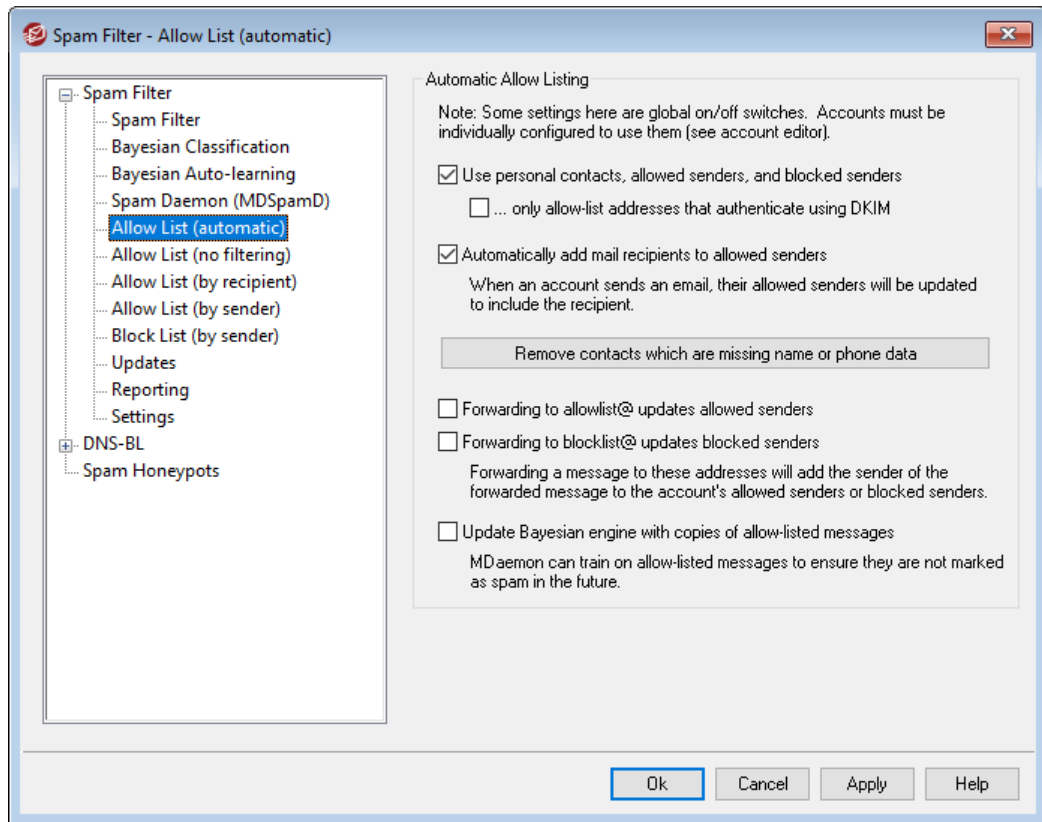 Spam Filter - Allow List (automatic)
Spam Filter
Spam Filter
Bayesian Classification
Bayesian Auto-learning
Spam Daemon (MDSpamD)
Allow List (automatic)
Allow List (no filtering)
Allow List (by recipient)
Allow List (by sender)
Block List (by sender)
Updates
Reporting
Settings
DNS-BL
Spam Honeypots
Automatic Allow Listing
Note: Some settings here are global on/off switches. Accounts must be
individually configured to use them (see account editor).
Use personal contacts, allowed senders, and blocked senders
... only allow-list addresses that authenticate using DKIM
Automatically add mail recipients to allowed senders
When an account sends an email, their allowed senders will be updated
to include the recipient.
Remove contacts which are missing name or phone data
Forwarding to allowlist@ updates allowed senders
Forwarding to blocklist@ updates blocked senders
Forwarding a message to these addresses will add the sender of the
forwarded message to the account's allowed senders or blocked senders.
Update Bayesian engine with copies of allow-listed messages
MDaemon can train on allow-listed messages to ensure they are not marked
as spam in the future.
Ok
Cancel
Apply
Help